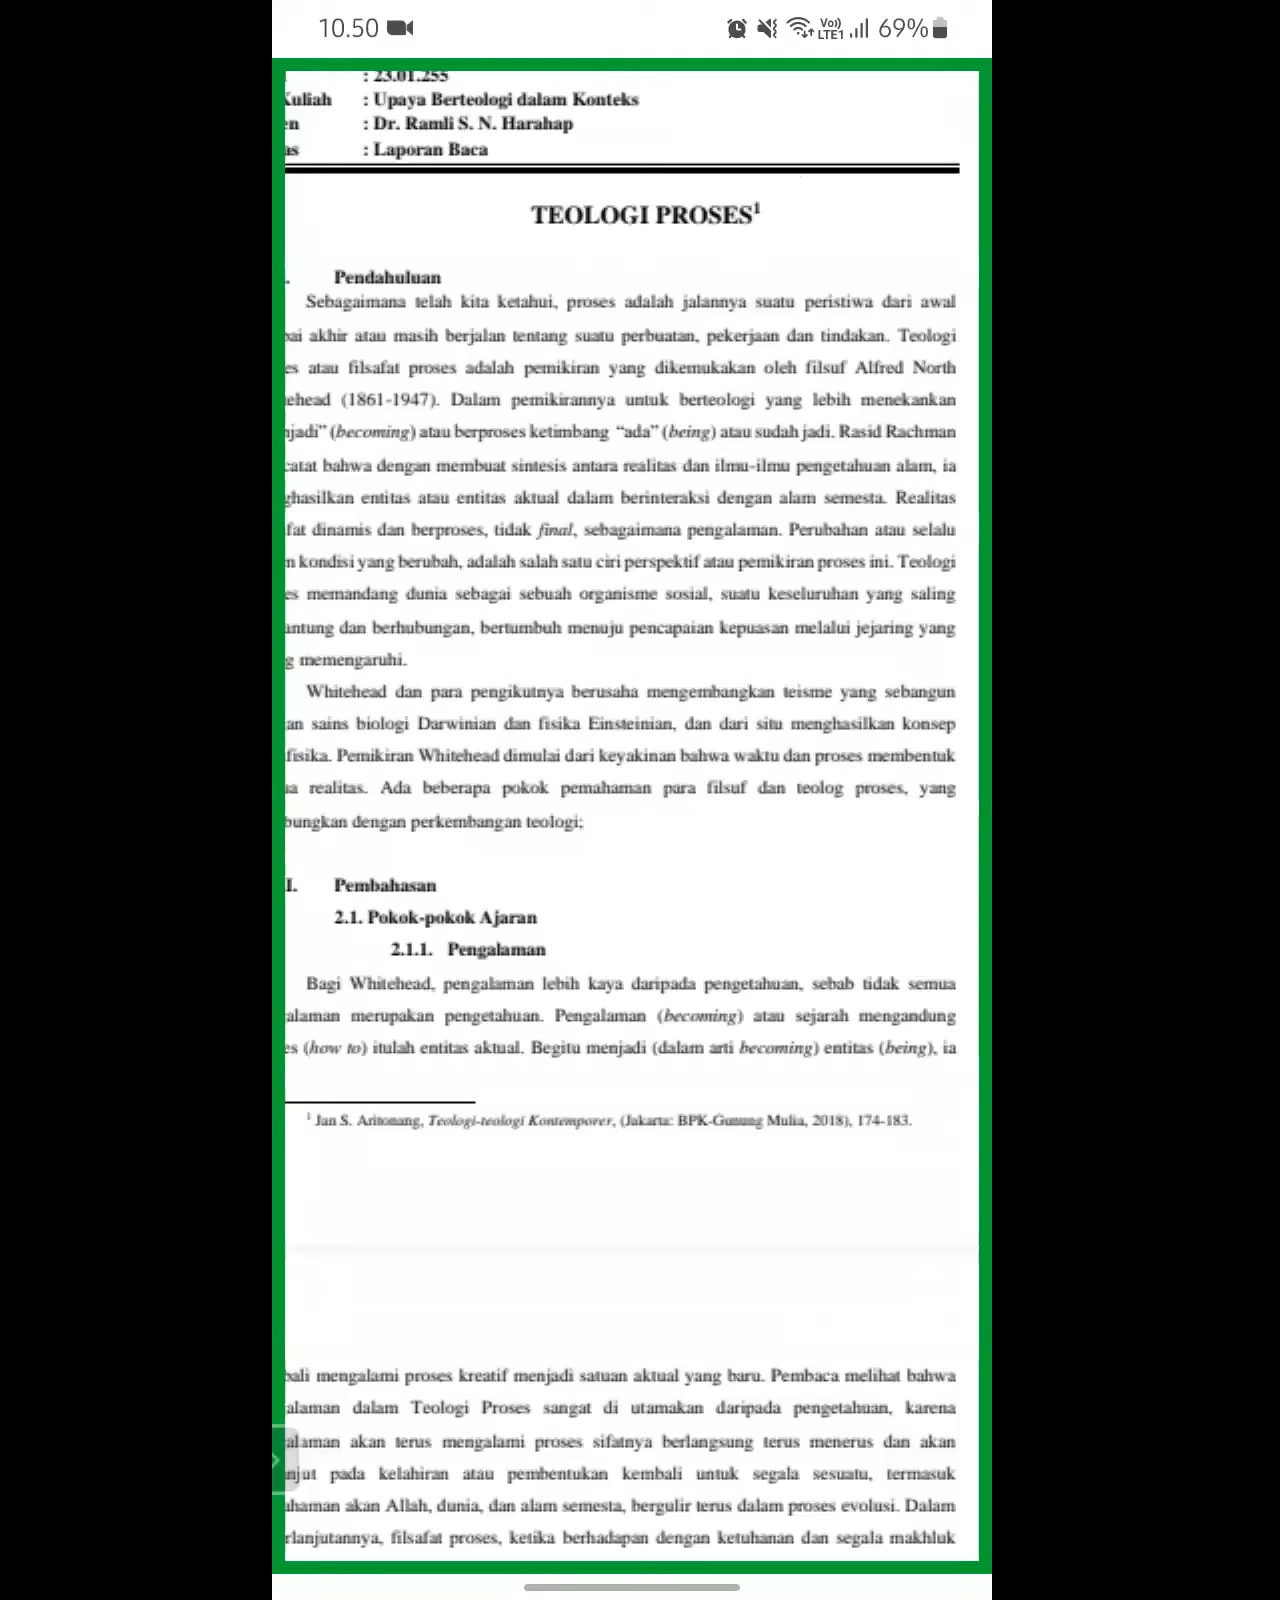 10.50
Vo))
LTE1
69%
: 23.01.255
Kuliah : Upaya Berteologi dalam Konteks
en : Dr. Ramli S. N. Harahap
as : Laporan Baca
TEOLOGI PROSES¹
. Pendahuluan
Sebagaimana telah kita ketahui, proses adalah jalannya suatu peristiwa dari awal
pai akhir atau masih berjalan tentang suatu perbuatan, pekerjaan dan tindakan. Teologi
es atau filsafat proses adalah pemikiran yang dikemukakan oleh filsuf Alfred North
tehead (1861-1947). Dalam pemikirannya untuk berteologi yang lebih menekankan
njadi” (becoming) atau berproses ketimbang “ada” (being) atau sudah jadi. Rasid Rachman
catat bahwa dengan membuat sintesis antara realitas dan ilmu-ilmu pengetahuan alam, ia
ghasilkan entitas atau entitas aktual dalam berinteraksi dengan alam semesta. Realitas
fat dinamis dan berproses, tidak final, sebagaimana pengalaman. Perubahan atau selalu
n kondisi yang berubah, adalah salah satu ciri perspektif atau pemikiran proses ini. Teologi
es memandang dunia sebagai sebuah organisme sosial, suatu keseluruhan yang saling
antung dan berhubungan, bertumbuh menuju pencapaian kepuasan melalui jejaring yang
g memengaruhi.
Whitehead dan para pengikutnya berusaha mengembangkan teisme yang sebangun
an sains biologi Darwinian dan fisika Einsteinian, dan dari situ menghasilkan konsep
fisika. Pemikiran Whitehead dimulai dari keyakinan bahwa waktu dan proses membentuk
ua realitas. Ada beberapa pokok pemahaman para filsuf dan teolog proses, yang
bungkan dengan perkembangan teologi;
I. Pembahasan
2.1. Pokok-pokok Ajaran
2.1.1. Pengalaman
Bagi Whitehead, pengalaman lebih kaya daripada pengetahuan, sebab tidak semua
alaman merupakan pengetahuan. Pengalaman (becoming) atau sejarah mengandung
es (how to) itulah entitas aktual. Begitu menjadi (dalam arti becoming) entitas (being), ia
¹ Jan S. Aritonang, Teologi-teologi Kontemporer, (Jakarta: BPK-Gunung Mulia, 2018), 174-183.
bali mengalami proses kreatif menjadi satuan aktual yang baru. Pembaca melihat bahwa
alaman dalam Teologi Proses sangat di utamakan daripada pengetahuan, karena
alaman akan terus mengalami proses sifatnya berlangsung terus menerus dan akan
njut pada kelahiran atau pembentukan kembali untuk segala sesuatu, termasuk
ahaman akan Allah, dunia, dan alam semesta, bergulir terus dalam proses evolusi. Dalam
rlanjutannya, filsafat proses, ketika berhadapan dengan ketuhanan dan segala makhluk